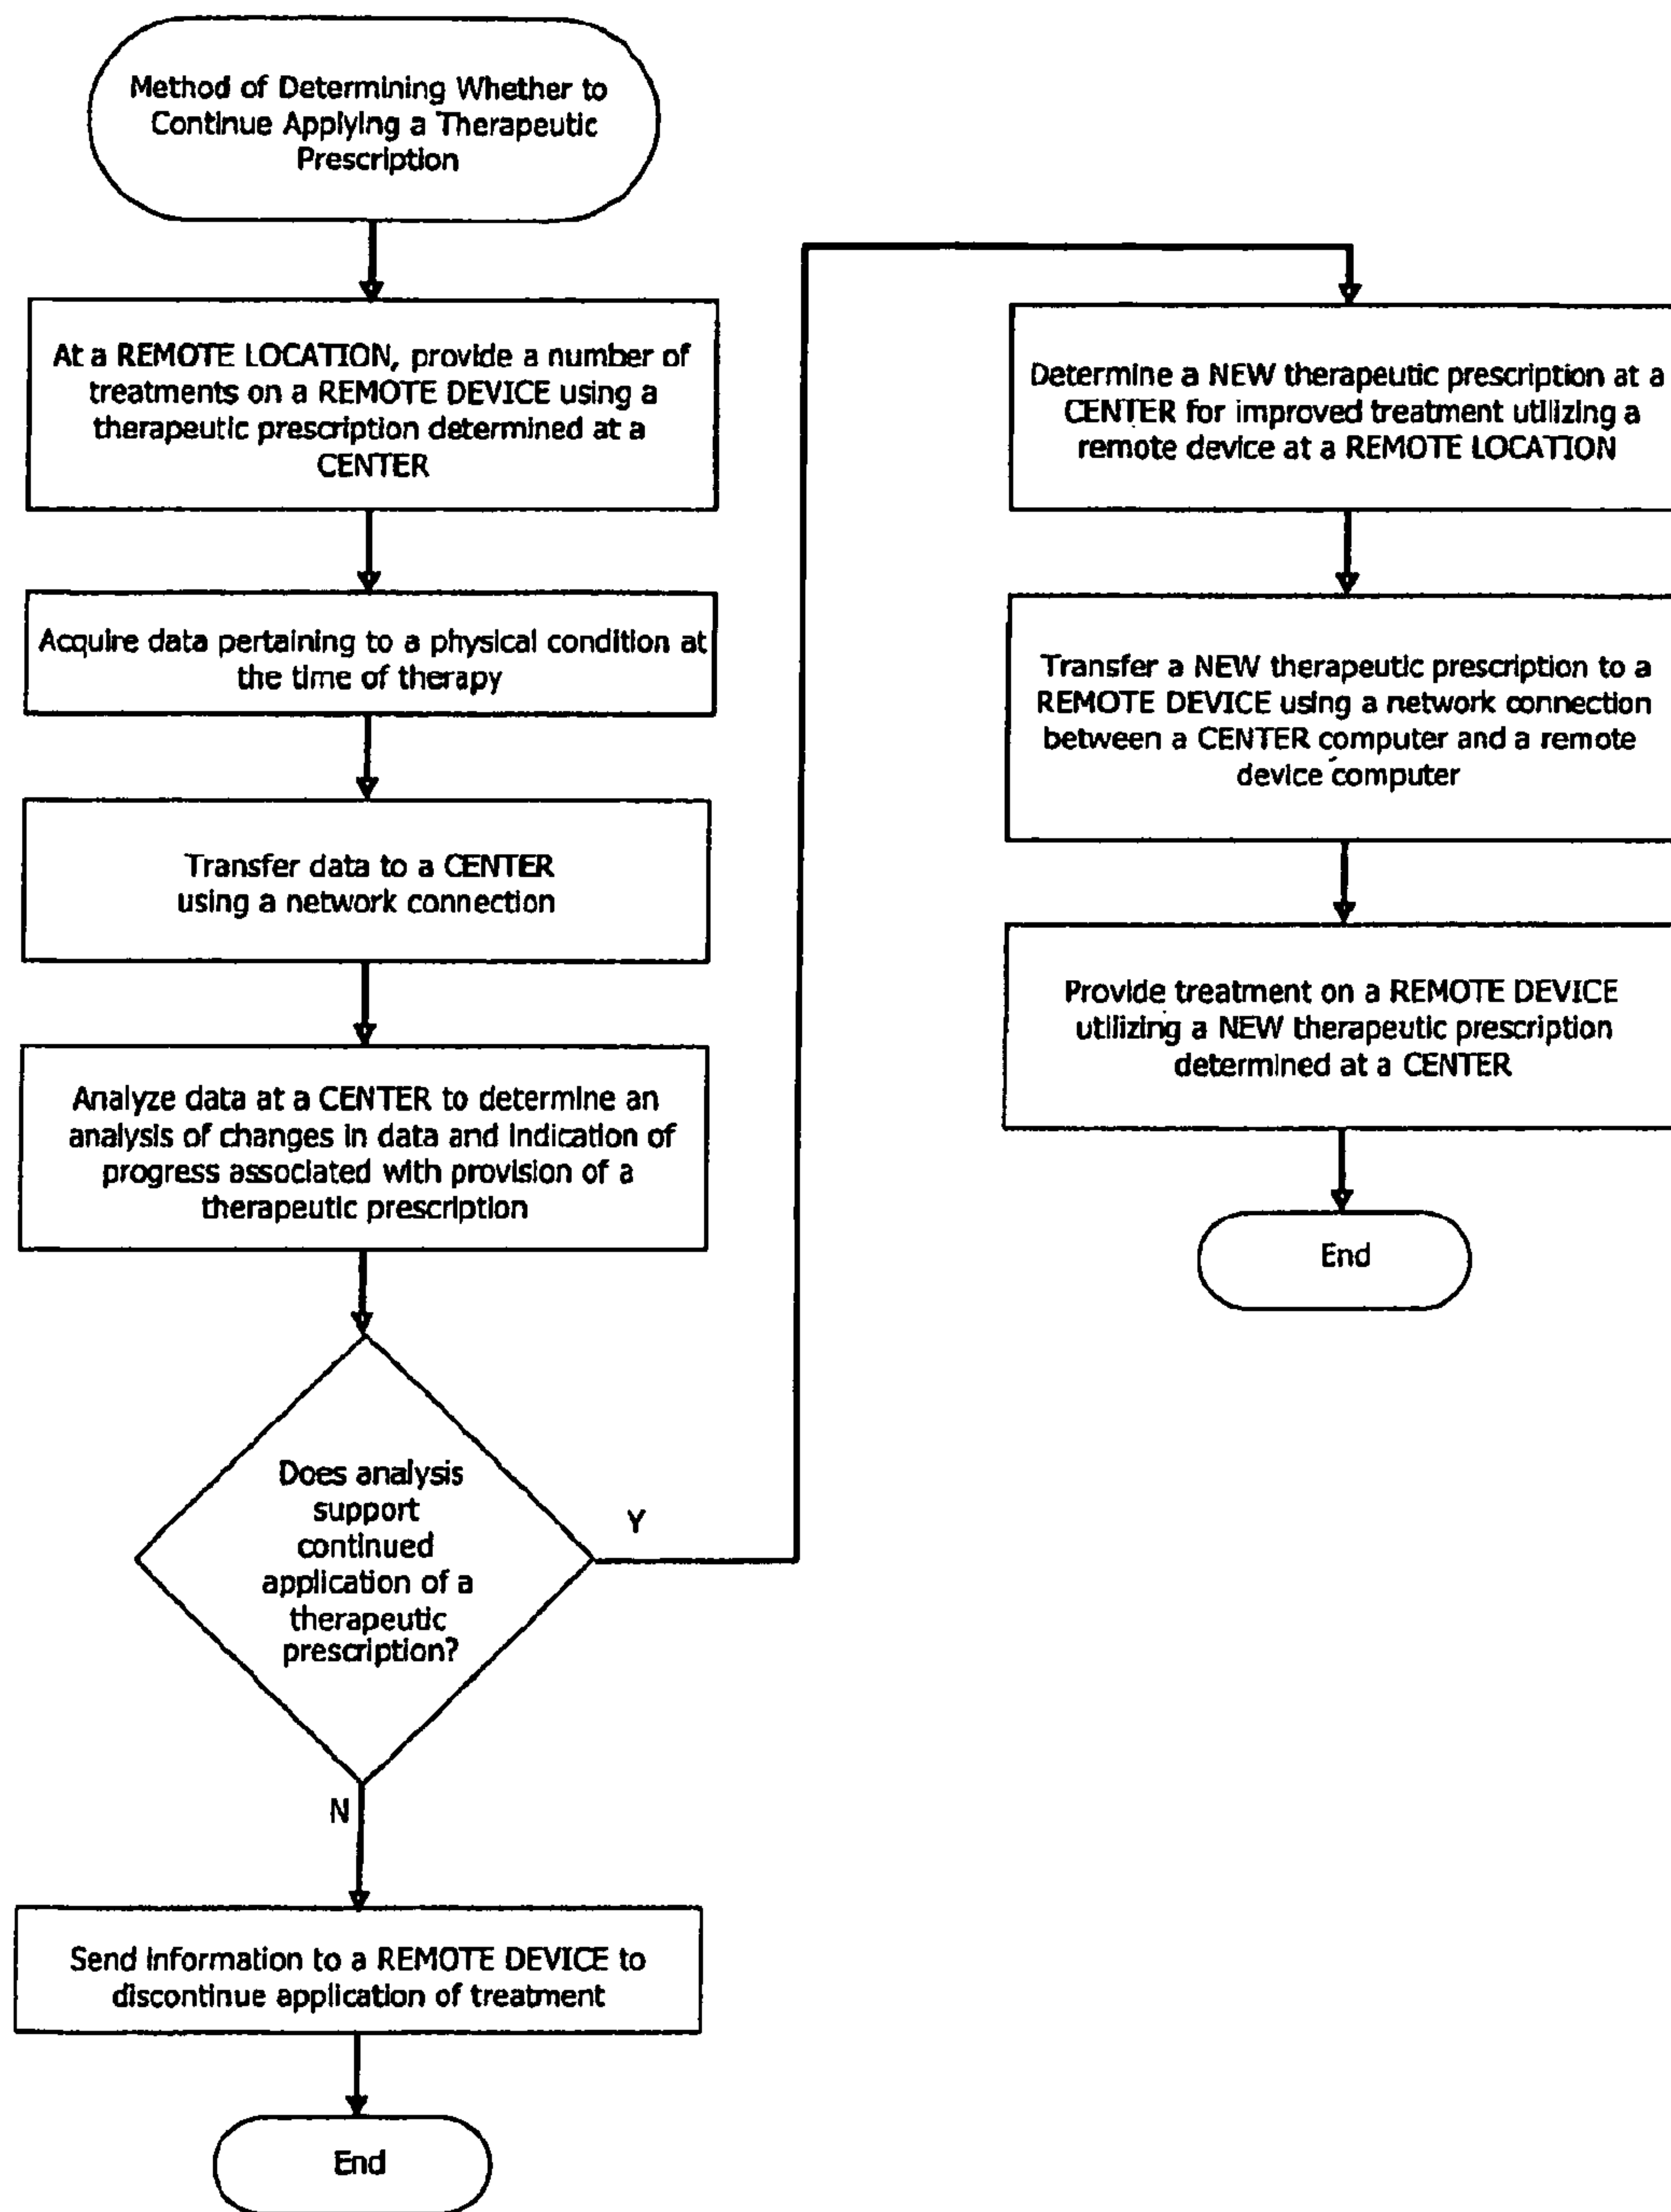 Method of Determining Whether to
Continue Applying a Therapeutic
Prescription
At a REMOTE LOCATION, provide a number of
treatments on a REMOTE DEVICE using a
therapeutic prescription determined at a
CENTER
Acquire data pertaining to a physical condition at
the time of therapy
Transfer data to a CENTER
using a network connection
Analyze data at a CENTER to determine an
analysis of changes in data and indication of
progress associated with provision of a
therapeutic prescription
Does analysis
support
continued
application of a
therapeutic
prescription?
Y
N
Send information to a REMOTE DEVICE to
discontinue application of treatment
End
Determine a NEW therapeutic prescription at a
CENTER for improved treatment utilizing a
remote device at a REMOTE LOCATION
Transfer a NEW therapeutic prescription to a
REMOTE DEVICE using a network connection
between a CENTER computer and a remote
device computer
Provide treatment on a REMOTE DEVICE
utilizing a NEW therapeutic prescription
determined at a CENTER
End